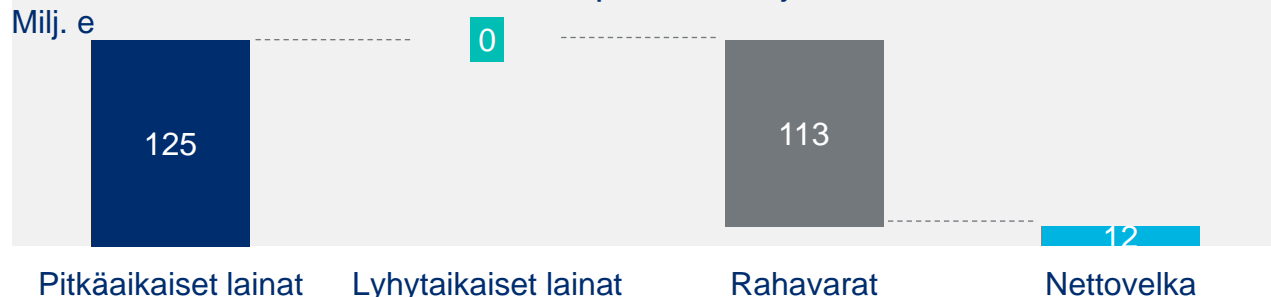 Milj. e
0
125
113
12
Pitkäaikaiset lainat
Lyhytaikaiset lainat
Rahavarat
Nettovelka